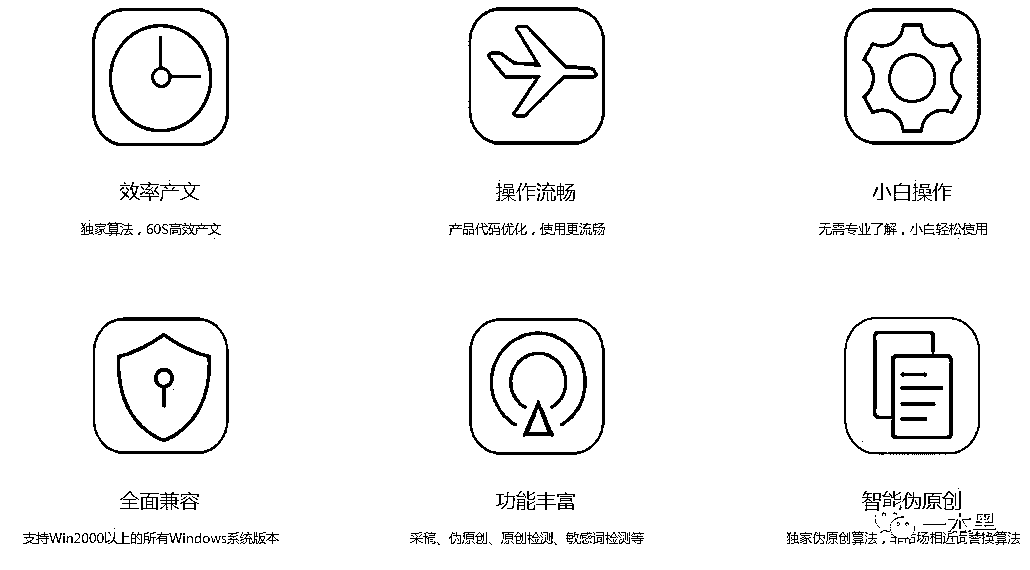 效率产文
独家算法，60S高效产文
操作流畅
产品代码优化，使用更流畅
小白操作
无需专业了解，小白轻松使用
全面兼容
支持Win2000以上的所有Windows系统版本
功能丰富
采稿、伪原创、原创检测、敏感词检测等
智能伪原创
独家伪原创算法，非市场相近词替换算法
一本黑